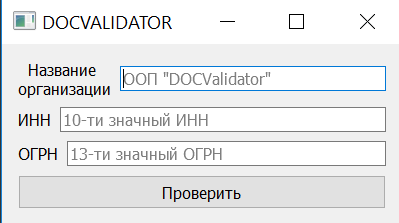 DOCVALIDATOR
Название
организации
ООП "DOCValidator"
ИНН 10-ти значный ИНН
ОГРН 13-ти значный ОГРН
Проверить